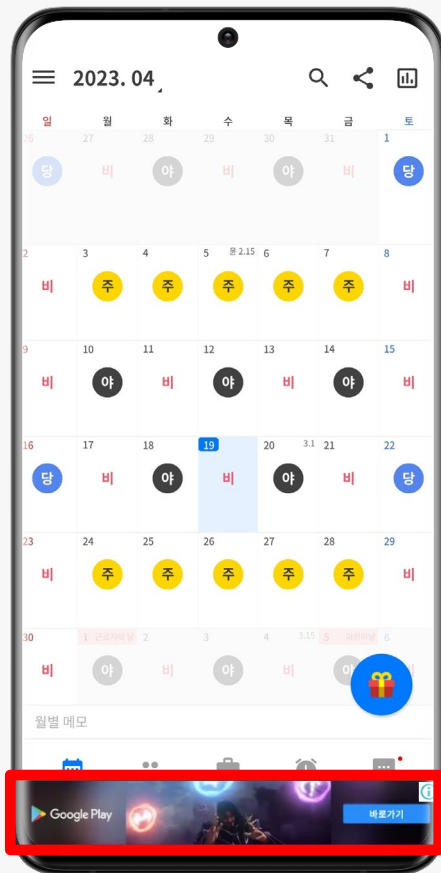 2023. 04
일 월 화 수 목 금 토
26 27 28 29 30 31 1
당 비 야 비 야 비 당
2 3 4 5 윤 2.15 6 7 8
비 주 주 주 주 주 비
9 10 11 12 13 14 15
비 야 비 야 비 야 비
16 17 18 19 20 3.1 21 22
당 비 야 비 야 비 당
23 24 25 26 27 28 29
비 주 주 주 주 주 비
30 1 근로자의 날 2 3 4 3.15 5 어린이날 6
비 야 비 야 비 야
월별 메모
Google Play
바로가기